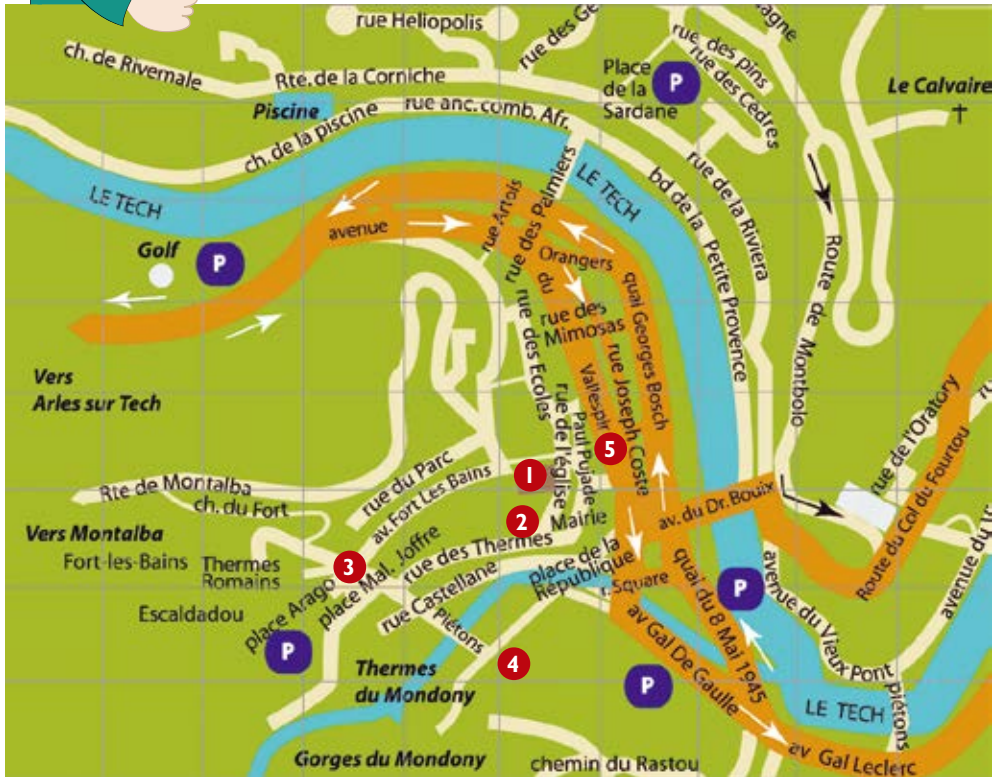 rue Heliopolis
rue des Ge
agne
ch. de Rivernale
Rte. de la Corniche
rue des pins
rue des Cèdres
Place
de la
Sardane
P
Le Calvaire
Piscine
ch. de la piscine
rue anc. comb. Afr.
LE TECH
LE TECH
bd de la Petite Provence
rue de la Riviera
Route de Montbolo
Golf
P
avenue
rue Artois
rue des Palmiers
Orangers
du
rue des
Mimosas
quai Georges Bosch
rue des Ecoles
Vallespir
rue Joseph Coste
Vers
Arles sur Tech
rue de l'église
Paul Pujade
5
1
rue de l'Oratory
ru
Route du Col du Fourtou
Rte de Montalba
ch. du Fort
rue du Parc
av. Fort Les Bains
2
Mairie
av. du Dr. Bouix
Vers Montalba
Fort-les-Bains
Thermes
Romains
3
place Mal. Joffre
rue des Thermes
place de la
République
r. Square
quai du 8 Mai 1945
P
avenue du Vieux Pont
avenue du V
Escaldadou
place Arago
rue Castellane
Piétons
P
4
Thermes
du Mondony
P
av Gal De Gaulle
LE TECH
piétons
Gorges du Mondony
chemin du Rastou
av Gal Leclerc